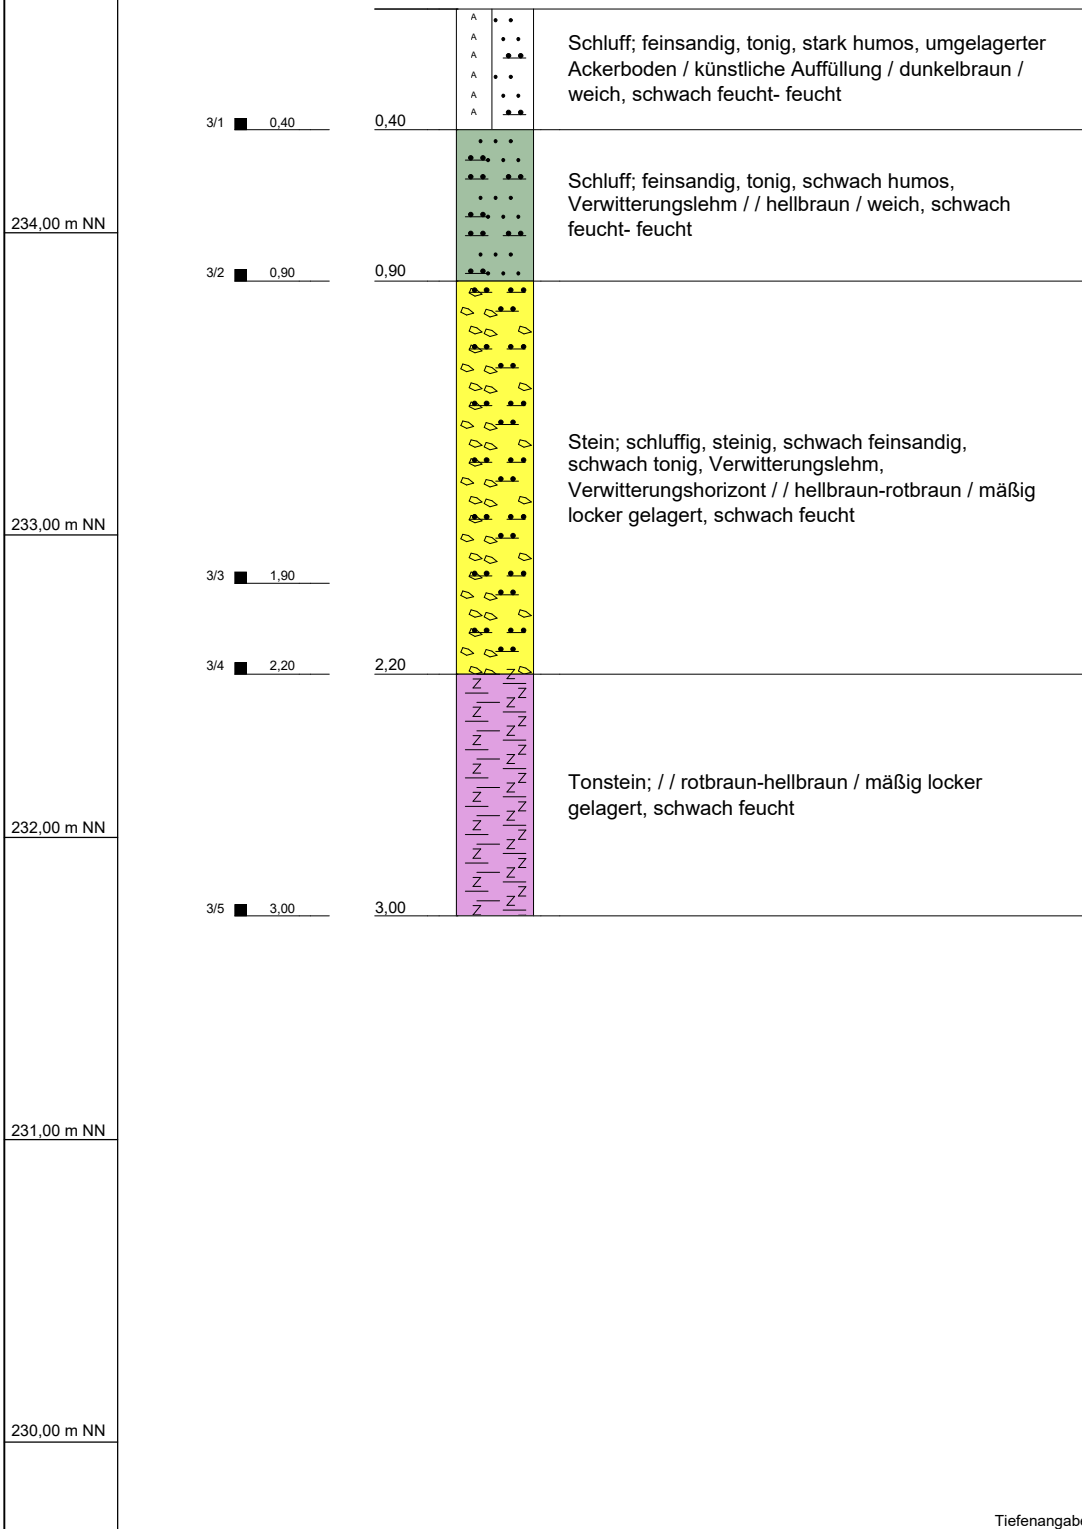 A
A
A
A
A
A
Schluff; feinsandig, tonig, stark humos, umgelagerter
Ackerboden / künstliche Auffüllung / dunkelbraun /
weich, schwach feucht- feucht
3/1 0,40 0,40
Schluff; feinsandig, tonig, schwach humos,
Verwitterungslehm / / hellbraun / weich, schwach
feucht- feucht
234,00 m NN
3/2 0,90 0,90
Stein; schluffig, steinig, schwach feinsandig,
schwach tonig, Verwitterungslehm,
Verwitterungshorizont / / hellbraun-rotbraun / mäßig
locker gelagert, schwach feucht
233,00 m NN
3/3 1,90
3/4 2,20 2,20
Tonstein; / / rotbraun-hellbraun / mäßig locker
gelagert, schwach feucht
232,00 m NN
3/5 3,00 3,00
231,00 m NN
230,00 m NN
Tiefenangabe